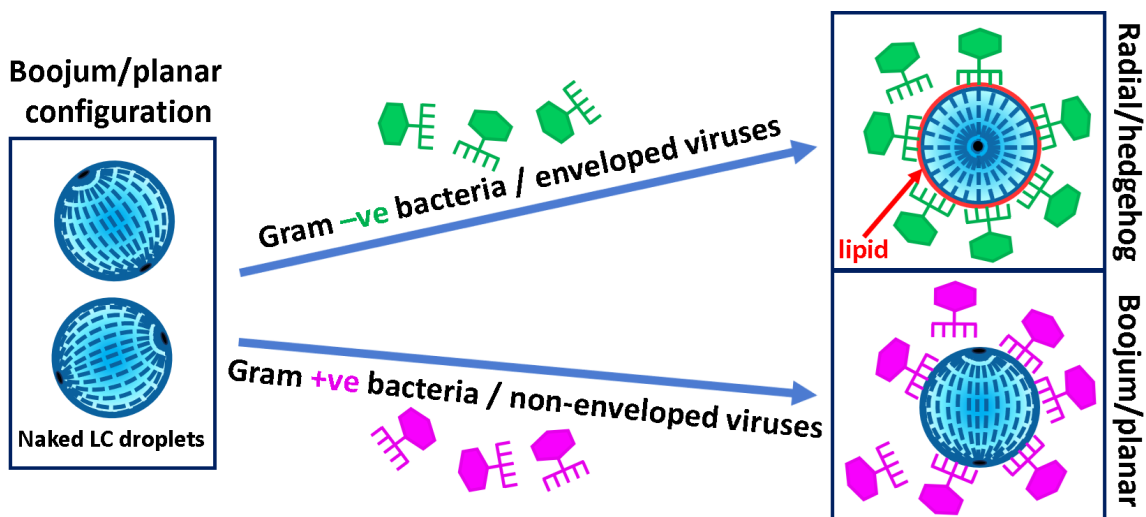 Boojum/planar
configuration
Naked LC droplets
Gram –ve bacteria / enveloped viruses
Gram +ve bacteria / non-enveloped viruses
lipid
Radial/hedgehog
Boojum/planar